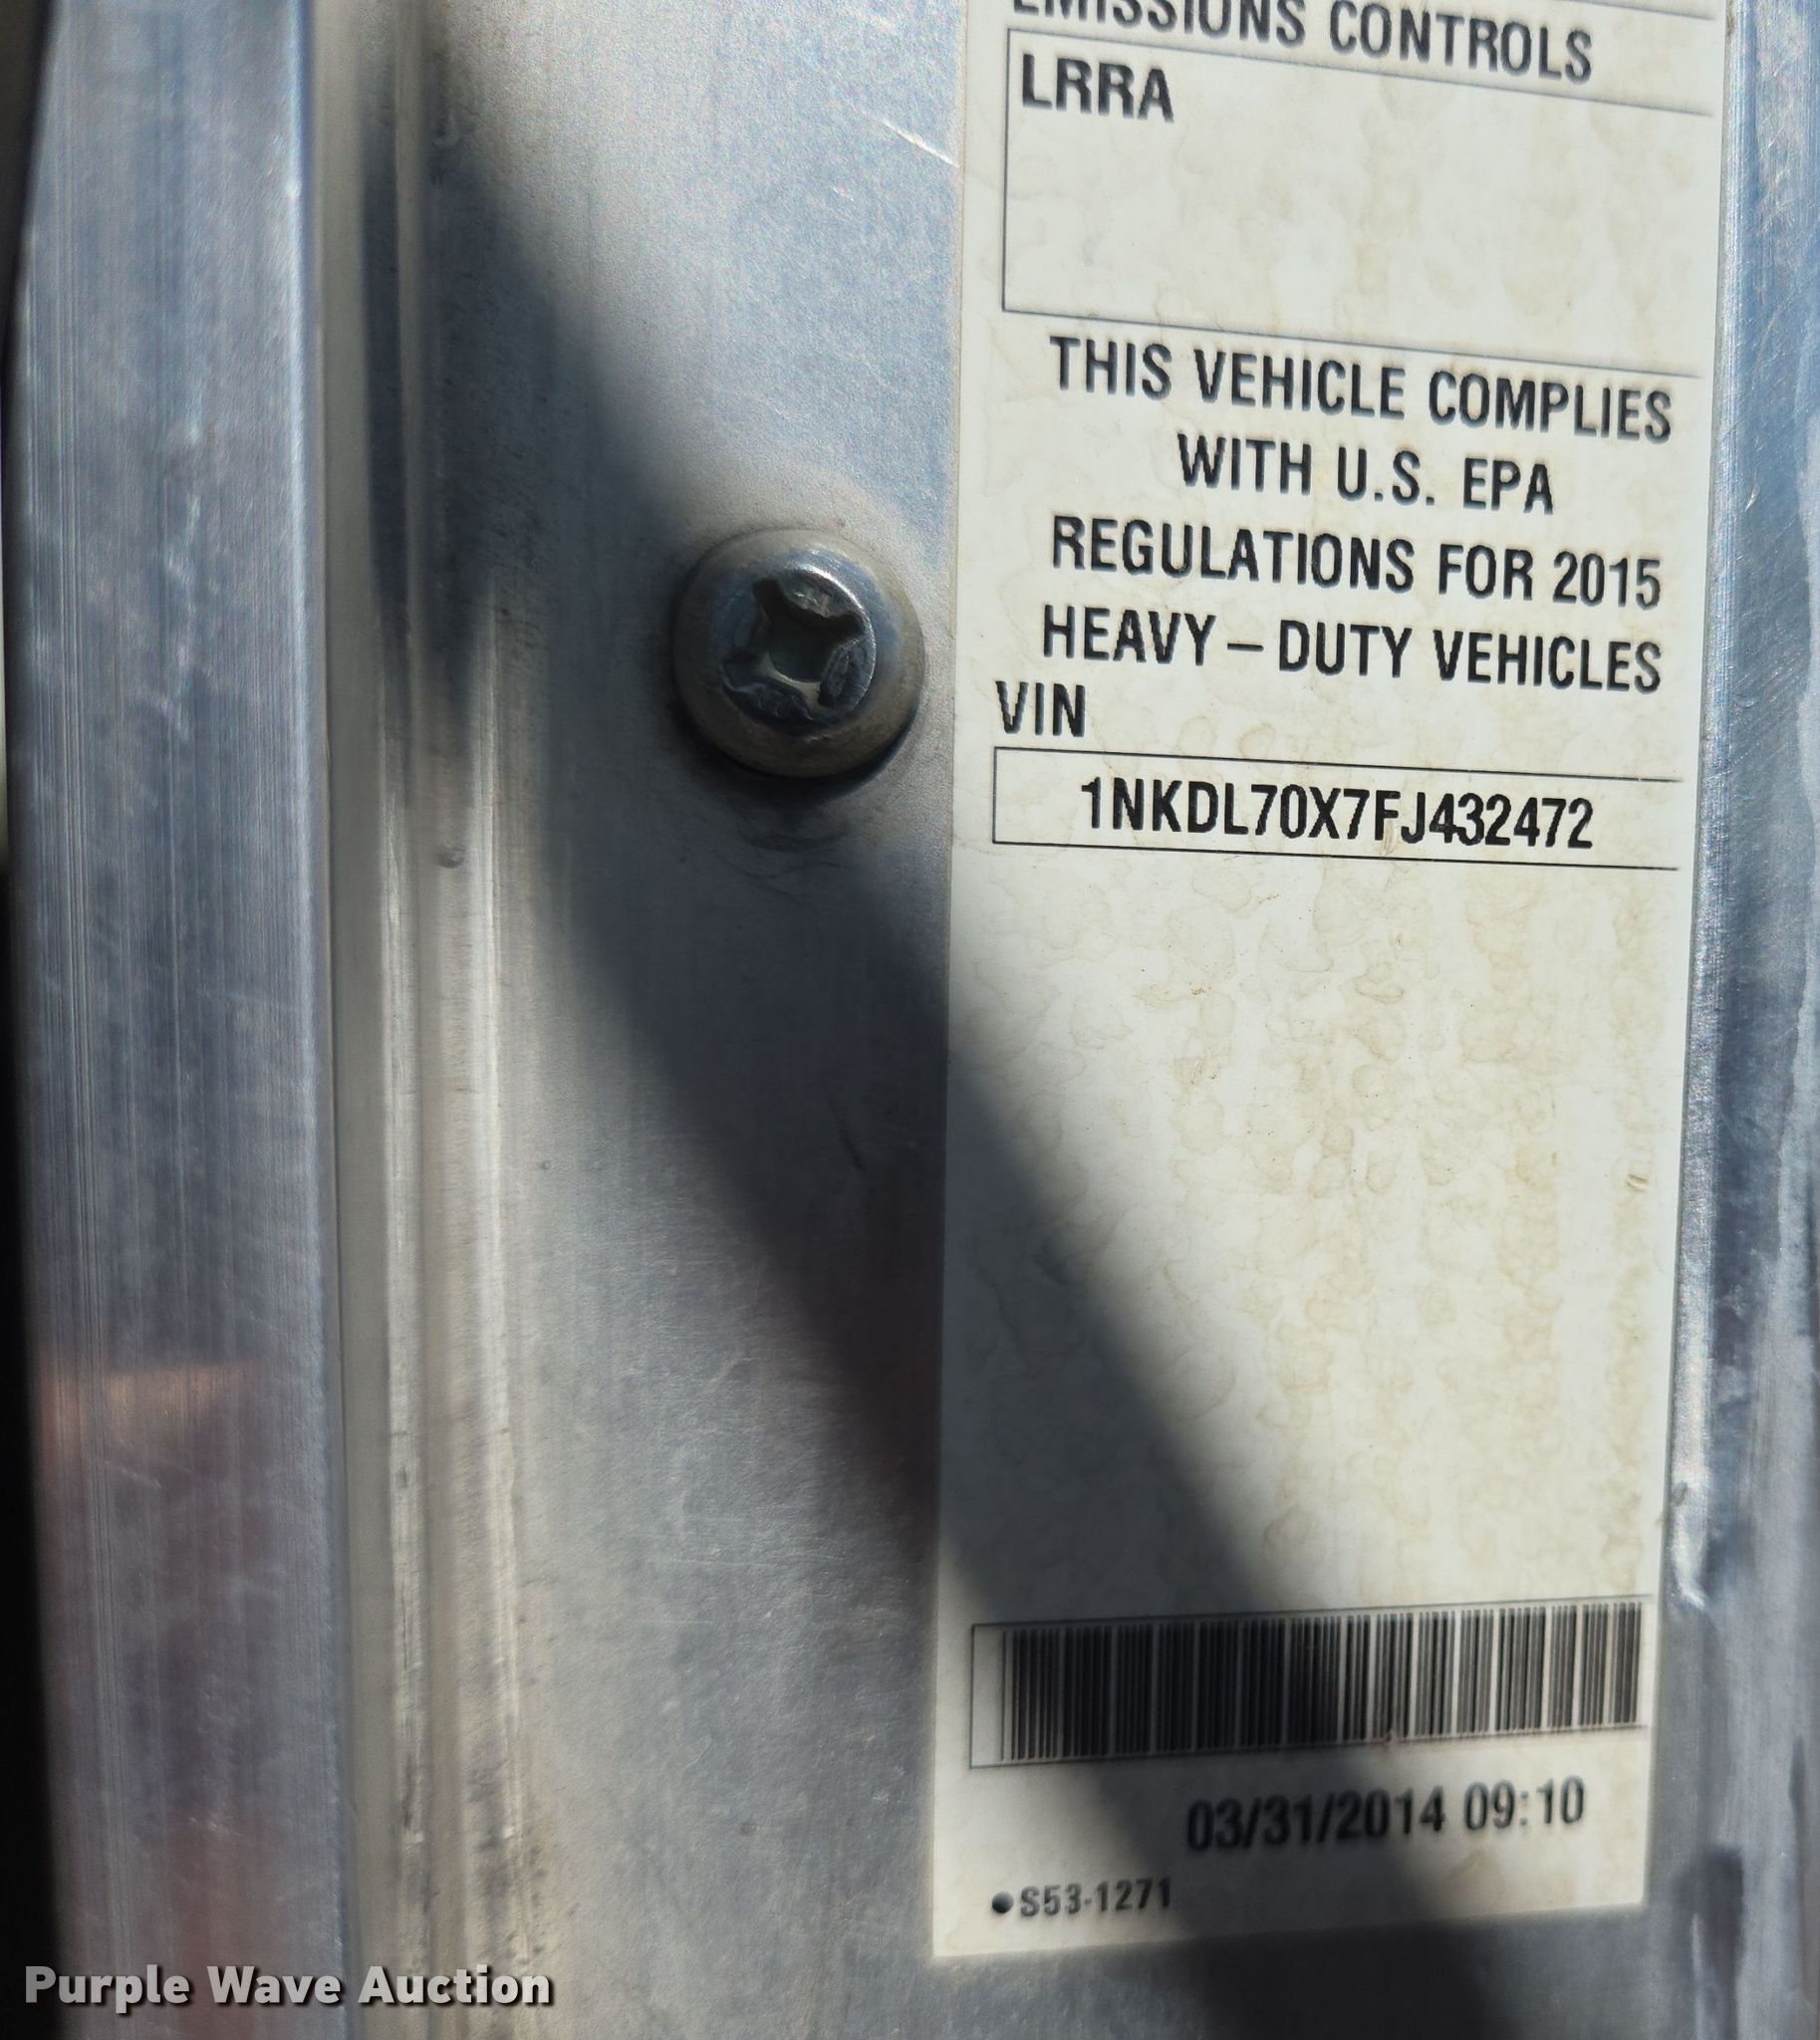 EMISSIONS CONTROLS
LRRA
THIS VEHICLE COMPLIES
WITH U.S. EPA
REGULATIONS FOR 2015
HEAVY – DUTY VEHICLES
VIN
1NKDL70X7FJ432472
03/31/2014 09:10
•S53-1271
Purple Wave Auction